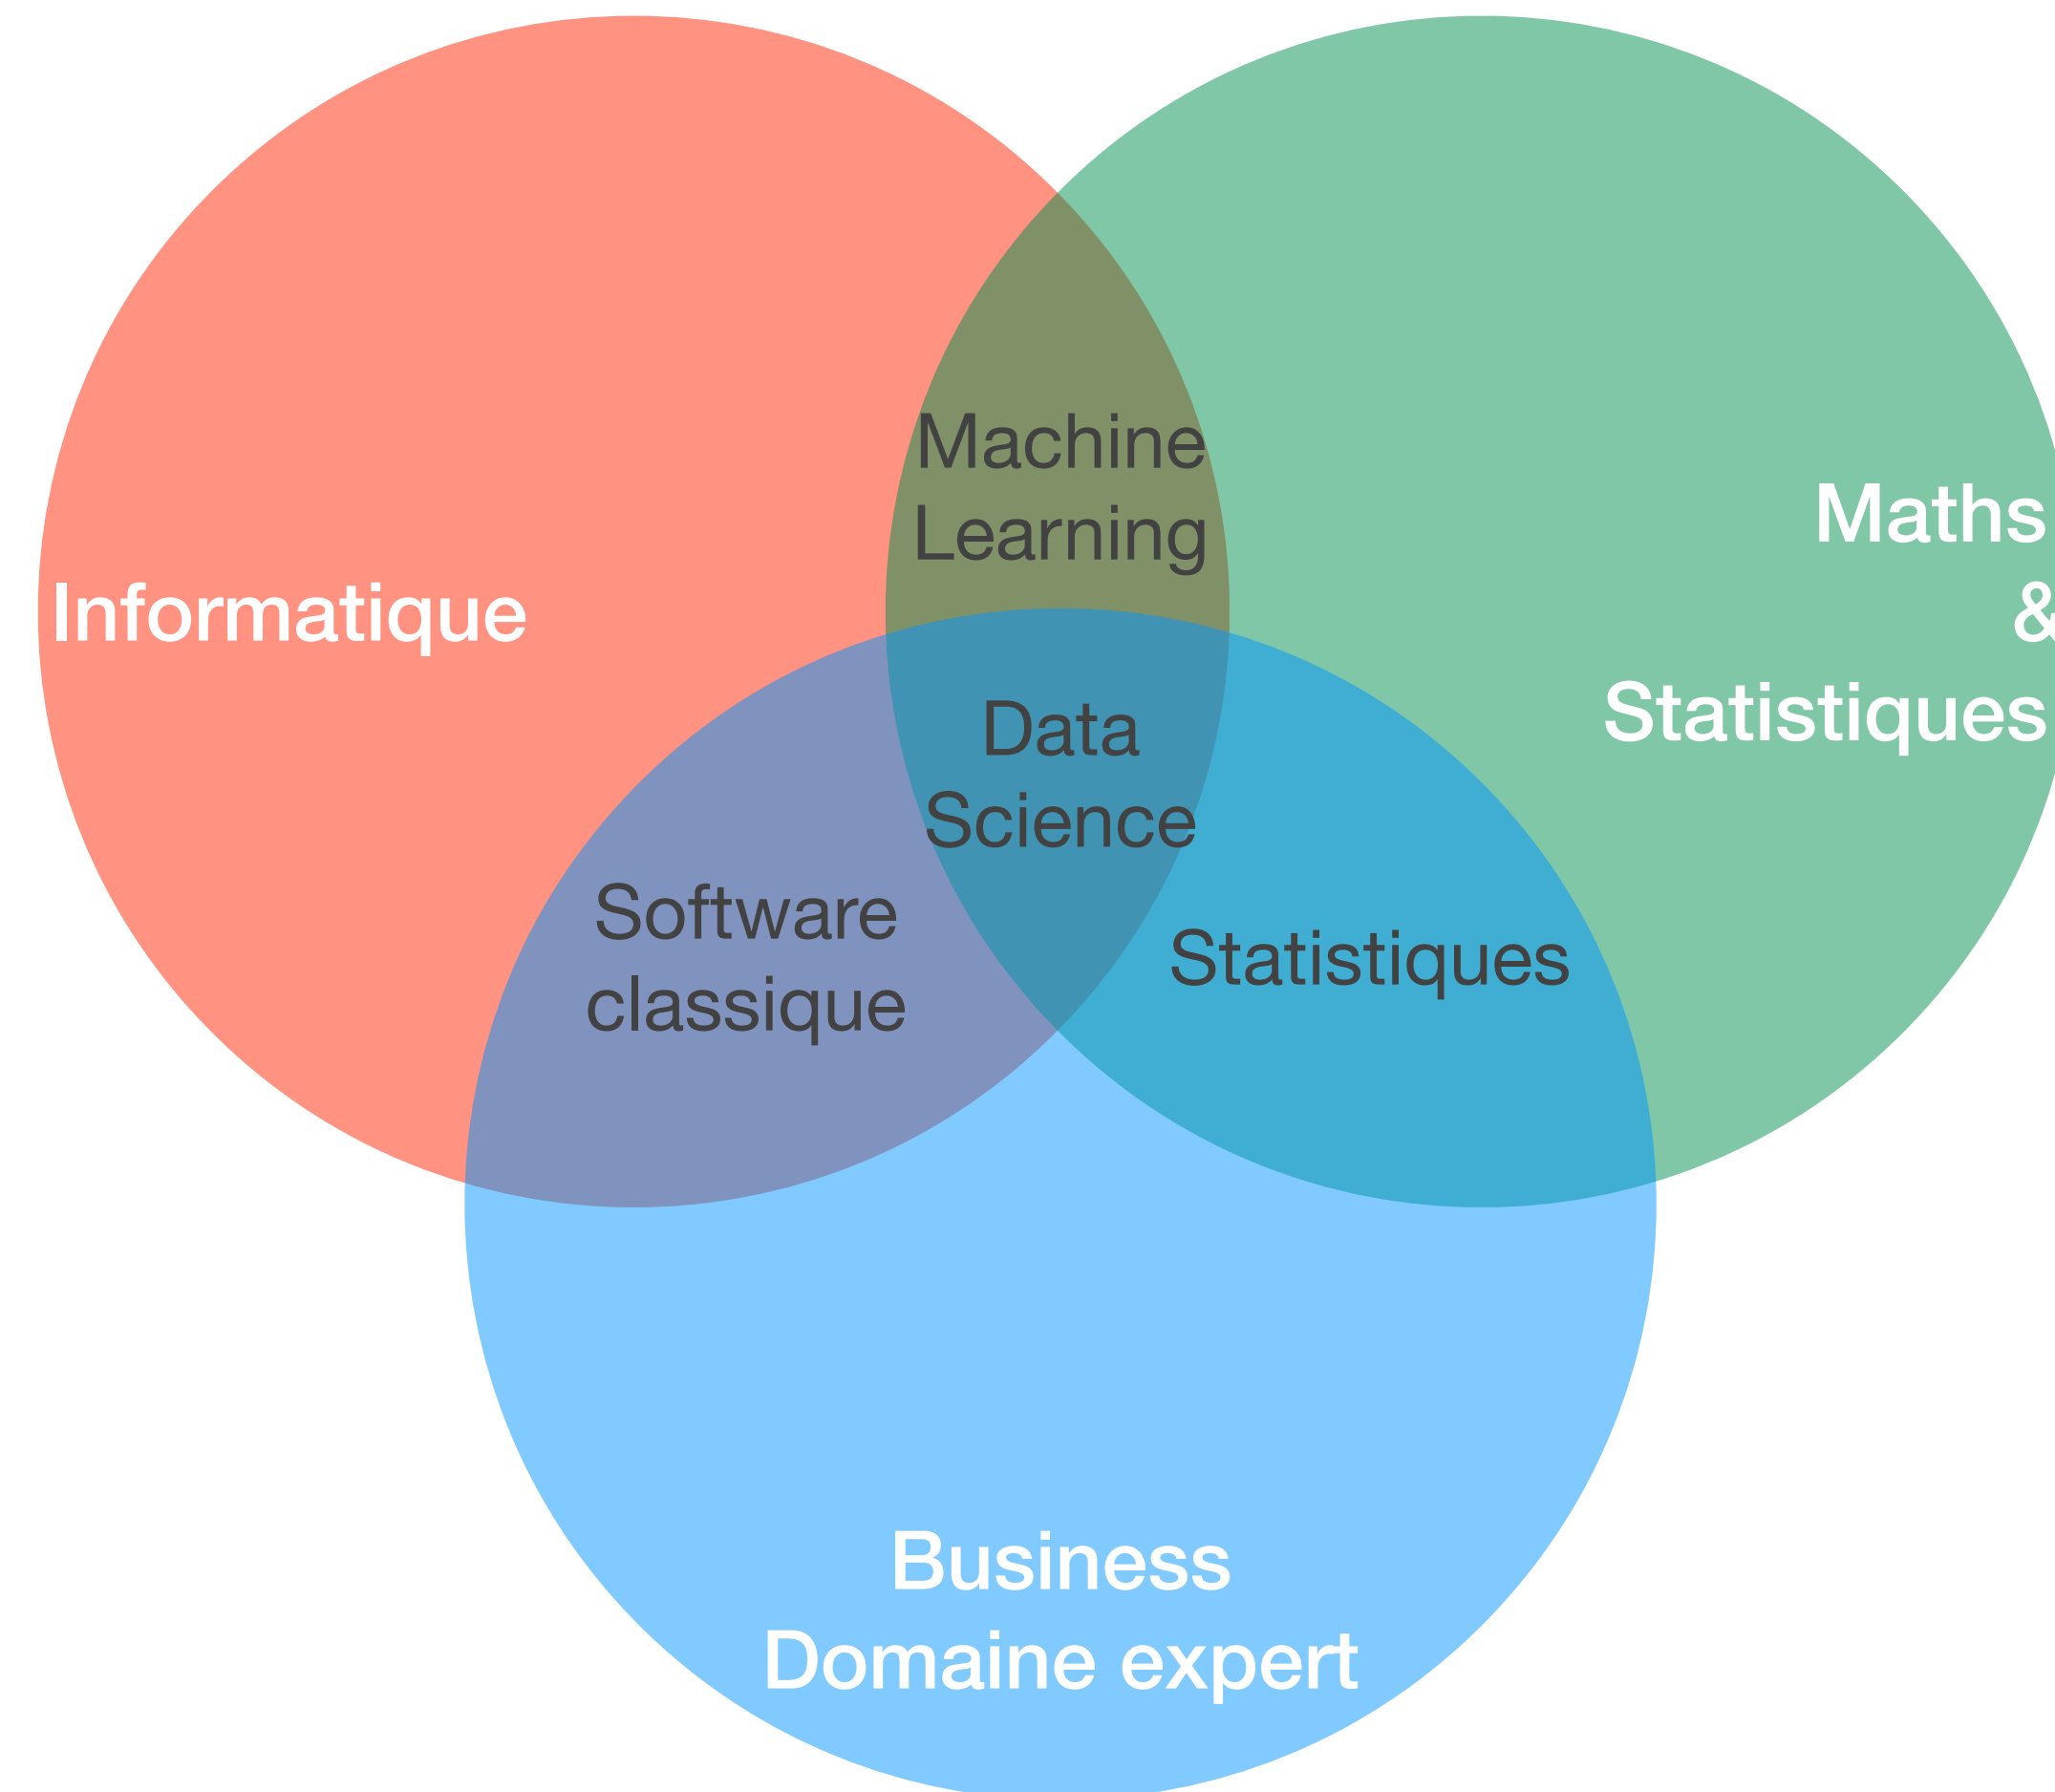 Machine
Learning
Informatique
Maths
&
Statistiques
Data
Science
Software
classique
Statistiques
Business
Domaine expert